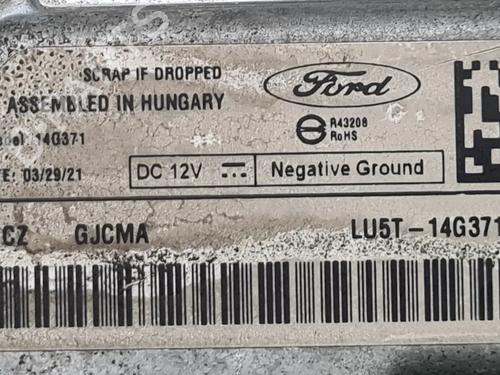 SCRAP IF DROPPED
ASSEMBLED IN HUNGARY
Ford
14G371
R43208
RoHS
: 03/29/21
DC 12V
Negative Ground
CZ GJCMA LU5T-14G371